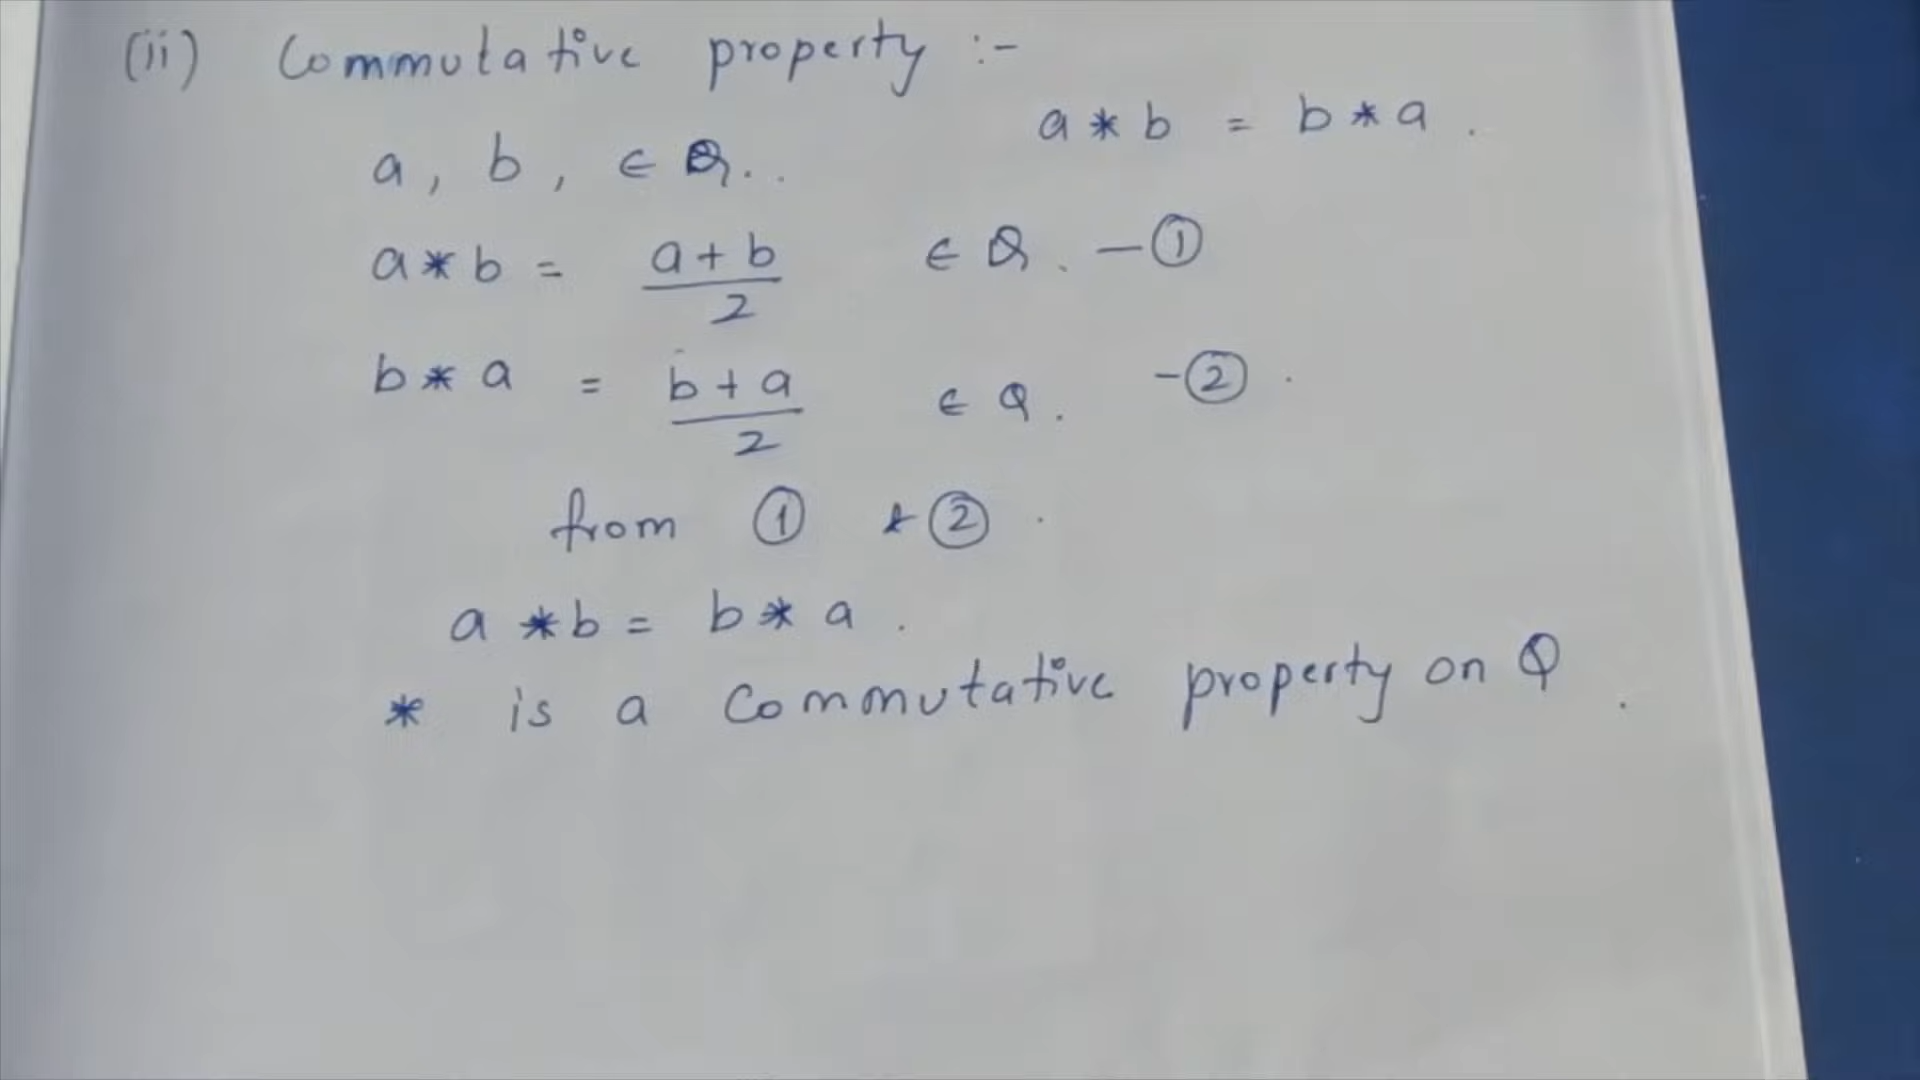 (ii) Commutative property :-
a * b = b * a .
a , b , ∈ Q . .
a * b = a + b / 2 ∈ Q . — ①
b * a = b + a / 2 ∈ Q . - ② .
from ① & ② .
a * b = b * a .
* is a Commutative property on Q .